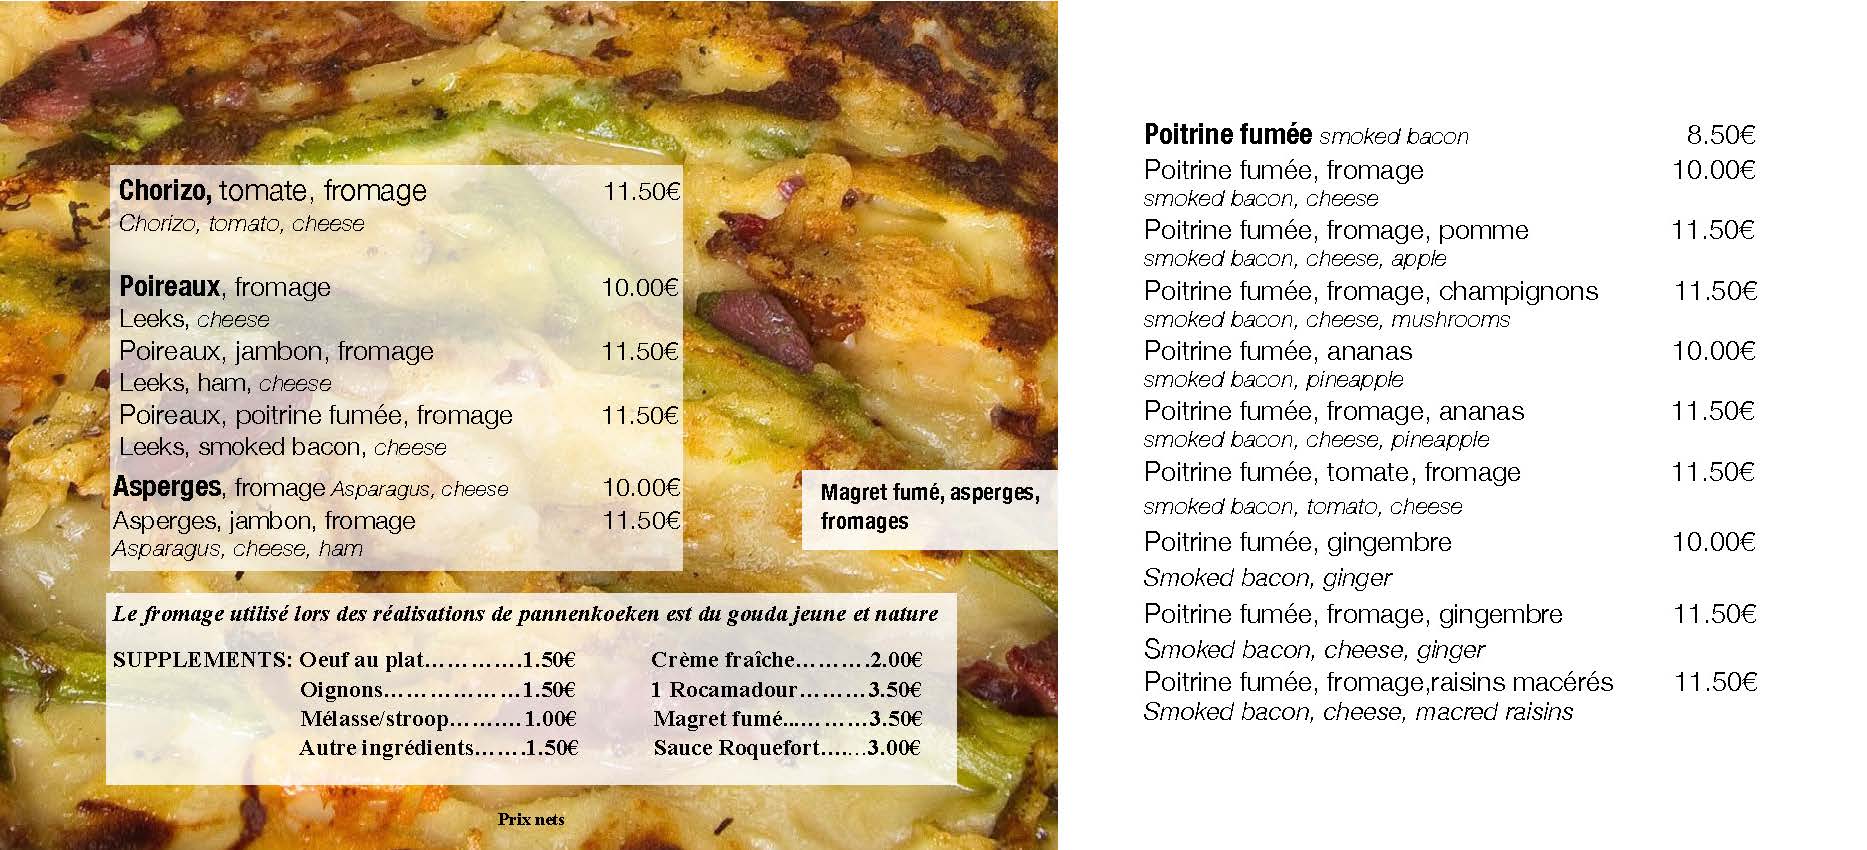 Chorizo, tomate, fromage 11.50€
Chorizo, tomato, cheese
Poireaux, fromage 10.00€
Leeks, cheese
Poireaux, jambon, fromage 11.50€
Leeks, ham, cheese
Poireaux, poitrine fumée, fromage 11.50€
Leeks, smoked bacon, cheese
Asperges, fromage Asparagus, cheese 10.00€
Asperges, jambon, fromage 11.50€
Asparagus, cheese, ham
Magret fumé, asperges,
fromages
Le fromage utilisé lors des réalisations de pannenkoeken est du gouda jeune et nature
SUPPLEMENTS: Oeuf au plat………….1.50€ Crème fraîche……….2.00€
Oignons………………1.50€ 1 Rocamadour………3.50€
Mélasse/stroop………. 1.00€ Magret fumé...………3.50€
Autre ingrédients…….1.50€ Sauce Roquefort….…3.00€
Prix nets
Poitrine fumée smoked bacon 8.50€
Poitrine fumée, fromage 10.00€
smoked bacon, cheese
Poitrine fumée, fromage, pomme 11.50€
smoked bacon, cheese, apple
Poitrine fumée, fromage, champignons 11.50€
smoked bacon, cheese, mushrooms
Poitrine fumée, ananas 10.00€
smoked bacon, pineapple
Poitrine fumée, fromage, ananas 11.50€
smoked bacon, cheese, pineapple
Poitrine fumée, tomate, fromage 11.50€
smoked bacon, tomato, cheese
Poitrine fumée, gingembre 10.00€
Smoked bacon, ginger
Poitrine fumée, fromage, gingembre 11.50€
Smoked bacon, cheese, ginger
Poitrine fumée, fromage,raisins macérés 11.50€
Smoked bacon, cheese, macred raisins